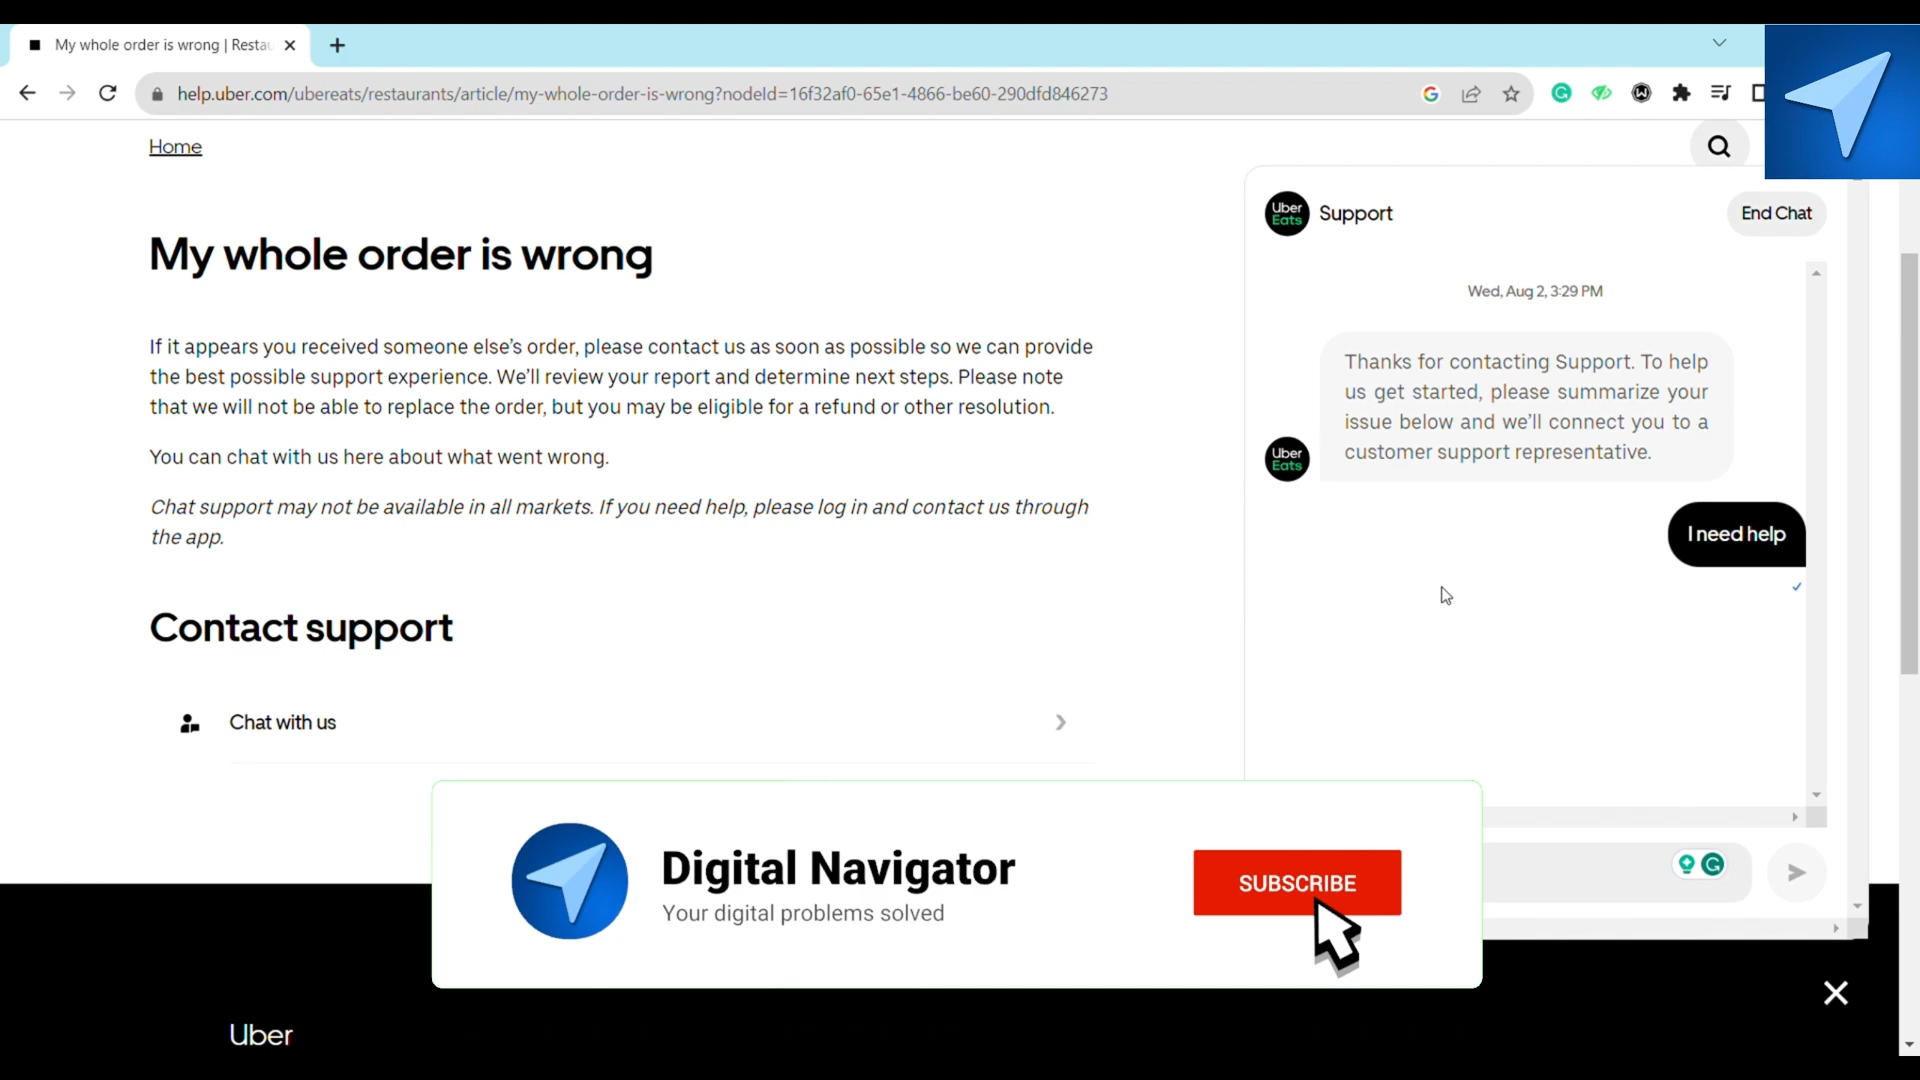 My whole order is wrong | Restau
help.uber.com/ubereats/restaurants/article/my-whole-order-is-wrong?nodeId=16f32af0-65e1-4866-be60-290dfd846273
Home
My whole order is wrong
If it appears you received someone else’s order, please contact us as soon as possible so we can provide
the best possible support experience. We’ll review your report and determine next steps. Please note
that we will not be able to replace the order, but you may be eligible for a refund or other resolution.
You can chat with us here about what went wrong.
Chat support may not be available in all markets. If you need help, please log in and contact us through
the app.
Contact support
Chat with us
Uber
Eats
Support
End Chat
Wed, Aug 2, 3:29 PM
Thanks for contacting Support. To help
us get started, please summarize your
issue below and we’ll connect you to a
customer support representative.
Uber
Eats
I need help
Digital Navigator
Your digital problems solved
SUBSCRIBE
Uber